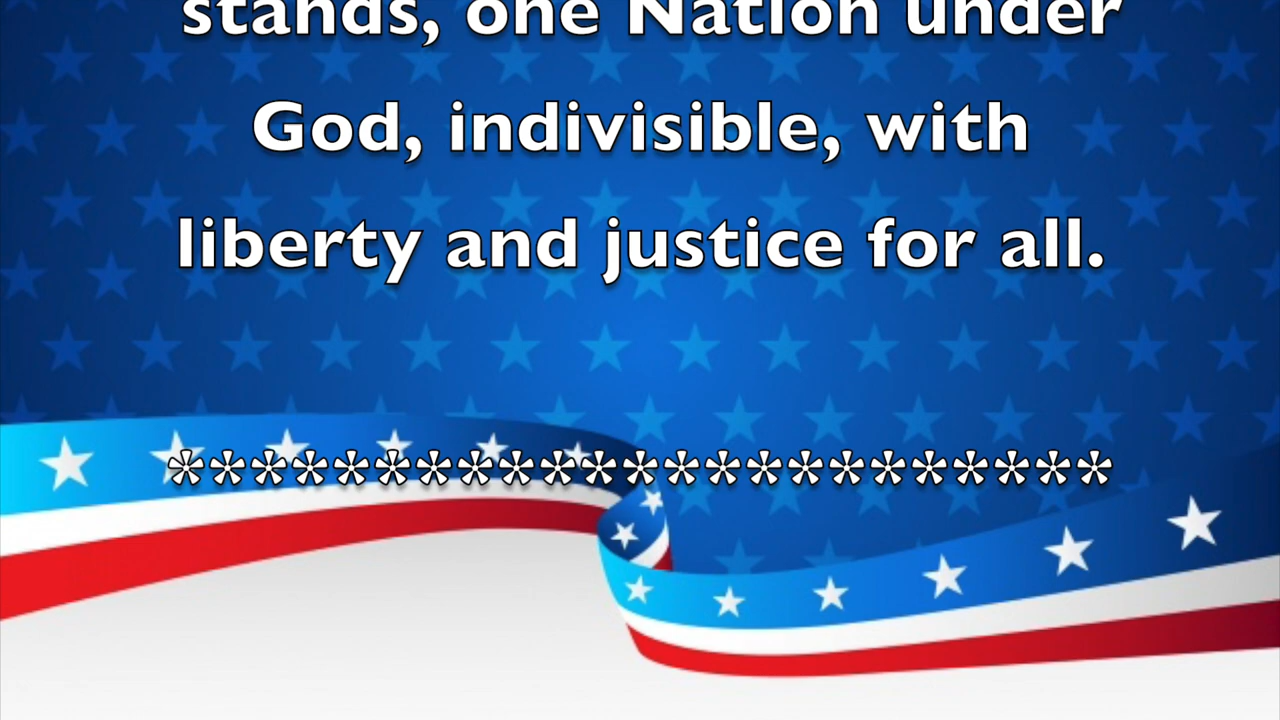 stands, one Nation under
God, indivisible, with
liberty and justice for all.
***********************